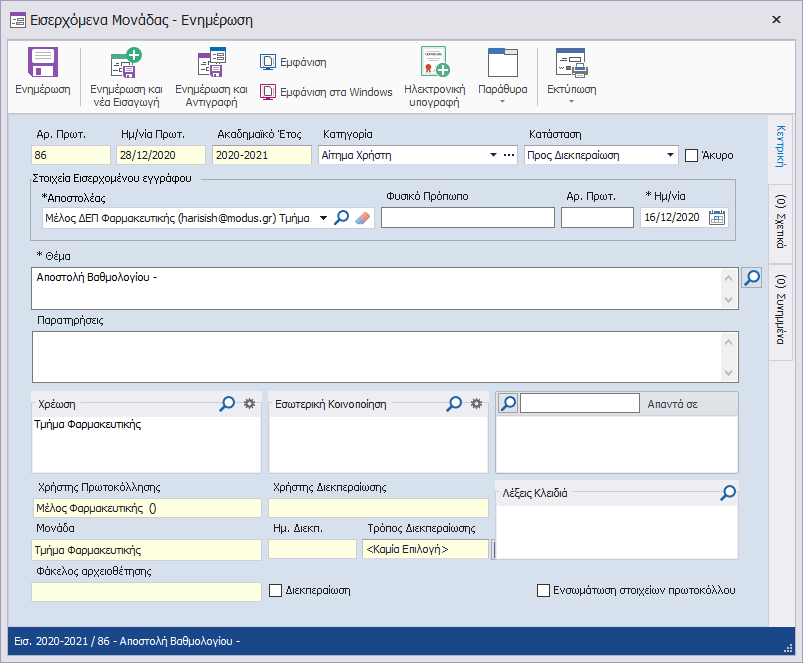 Εισερχόμενα Μονάδας - Ενημέρωση
Ενημέρωση
Ενημέρωση και
νέα Εισαγωγή
Ενημέρωση και
Αντιγραφή
Εμφάνιση
Εμφάνιση στα Windows
Ηλεκτρονική
υπογραφή
Παράθυρα
Εκτύπωση
Αρ. Πρωτ.
Ημ/νία Πρωτ.
Ακαδημαϊκό Έτος
Κατηγορία
Κατάσταση
86
28/12/2020
2020-2021
Αίτημα Χρήστη
Προς Διεκπεραίωση
Άκυρο
Στοιχεία Εισερχομένου εγγράφου
*Αποστολέας
Φυσικό Πρόπωπο
Αρ. Πρωτ.
* Ημ/νία
Μέλος ΔΕΠ Φαρμακευτικής (harisish@modus.gr) Τμήμα
16/12/2020
* Θέμα
Αποστολή Βαθμολογίου -
Παρατηρήσεις
Χρέωση
Εσωτερική Κοινοποίηση
Απαντά σε
Τμήμα Φαρμακευτικής
Χρήστης Πρωτοκόλλησης
Χρήστης Διεκπεραίωσης
Λέξεις Κλειδιά
Μέλος Φαρμακευτικής ()
Μονάδα
Ημ. Διεκπ.
Τρόπος Διεκπεραίωσης
Τμήμα Φαρμακευτικής
<Καμία Επιλογή>
Φάκελος αρχειοθέτησης
Διεκπεραίωση
Ενσωμάτωση στοιχείων πρωτοκόλλου
Κεντρική
(0) Σχετικά
(0) Συνημμένα
Εισ. 2020-2021 / 86 - Αποστολή Βαθμολογίου -